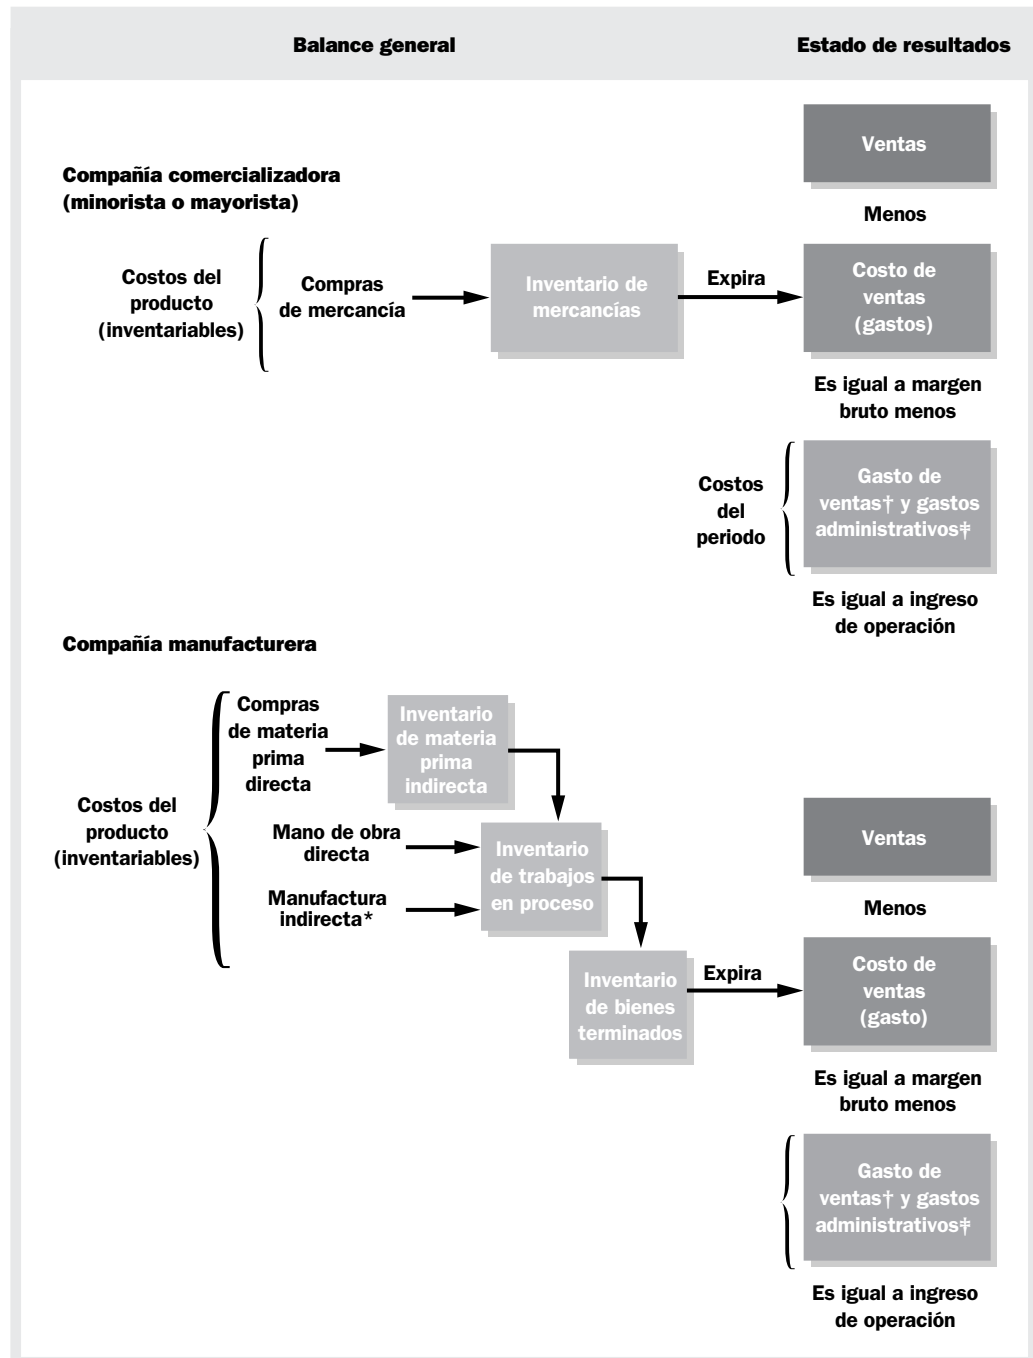 Balance general
Estado de resultados
Ventas
Compañía comercializadora
(minorista o mayorista)
Menos
Costos del
producto
(inventariables)
Compras
de mercancía
Inventario de
mercancías
Expira
Costo de
ventas
(gastos)
Es igual a margen
bruto menos
Costos
del
periodo
Gasto de
ventas† y gastos
administrativos‡
Es igual a ingreso
de operación
Compañía manufacturera
Costos del
producto
(inventariables)
Compras
de materia
prima
directa
Inventario
de materia
prima
indirecta
Mano de obra
directa
Manufactura
indirecta*
Inventario
de trabajos
en proceso
Inventario
de bienes
terminados
Expira
Ventas
Menos
Costo de
ventas
(gasto)
Es igual a margen
bruto menos
Gasto de
ventas† y gastos
administrativos‡
Es igual a ingreso
de operación